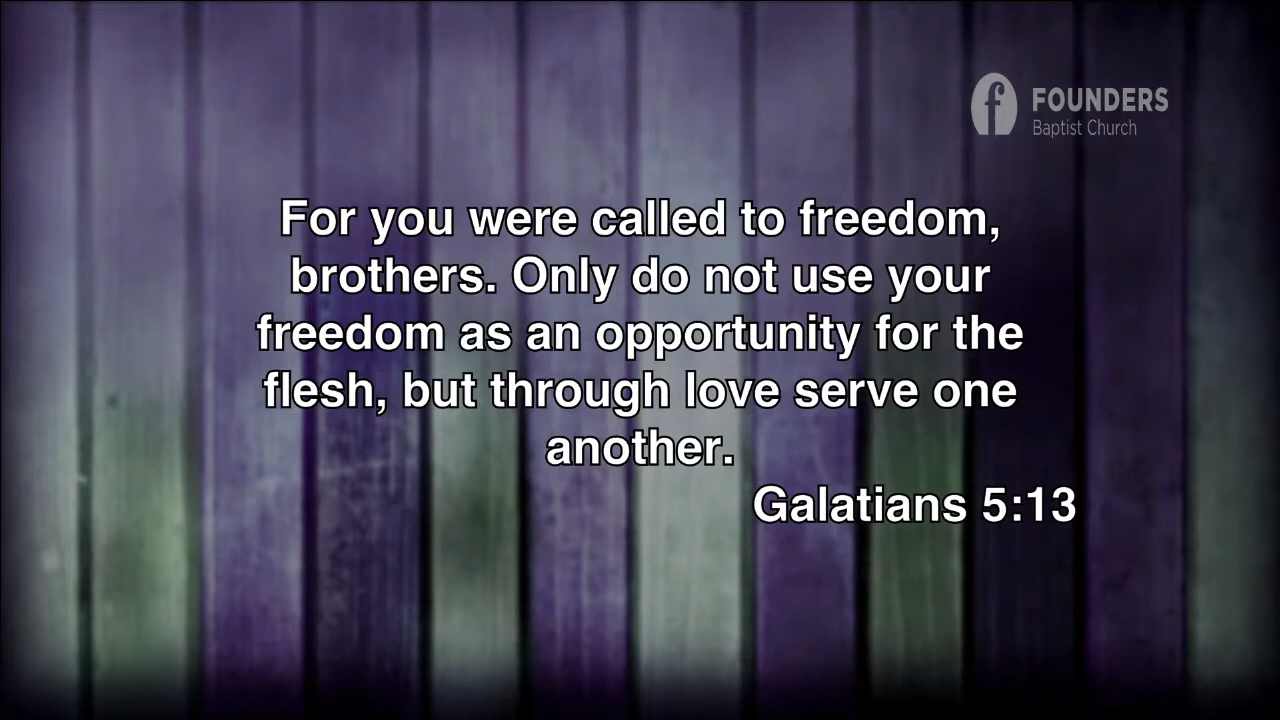 FOUNDERS
Baptist Church
For you were called to freedom,
brothers. Only do not use your
freedom as an opportunity for the
flesh, but through love serve one
another.
Galatians 5:13